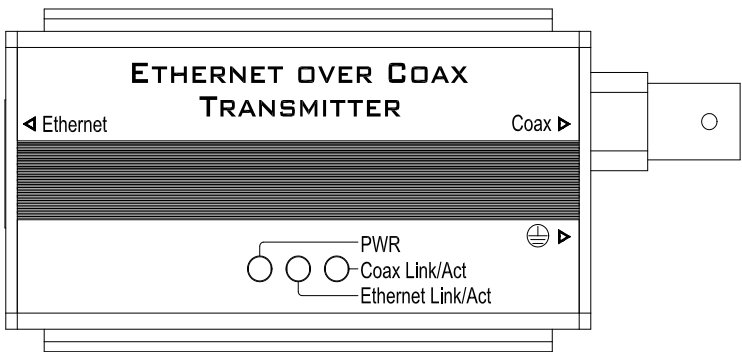 ETHERNET OVER COAX
TRANSMITTER
Ethernet
Coax
PWR
Coax Link/Act
Ethernet Link/Act